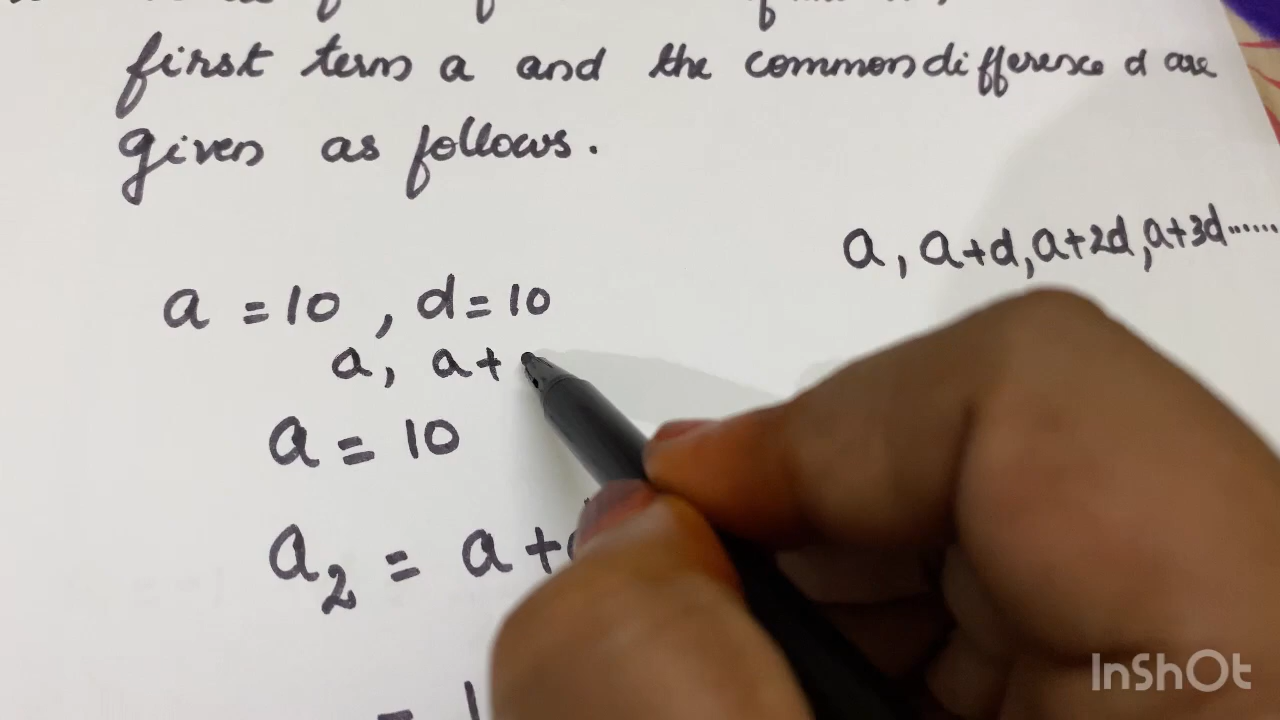 first term a and the common difference d are
given as follows.
a, a+d, a+2d, a+3d......
a = 10, d = 10
a, a+
a = 10
a2 = a+
=
InShOt